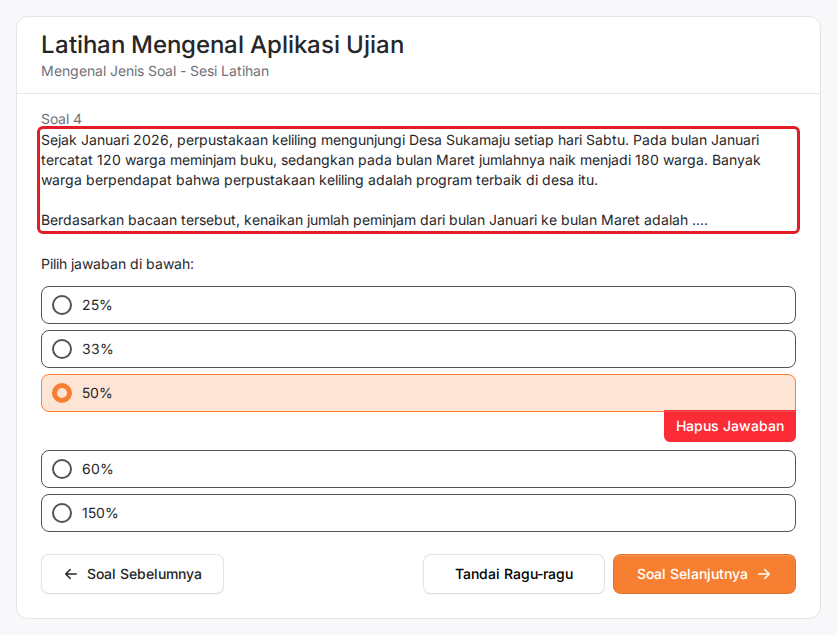 Latihan Mengenal Aplikasi Ujian
Mengenal Jenis Soal - Sesi Latihan
Soal 4
Sejak Januari 2026, perpustakaan keliling mengunjungi Desa Sukamaju setiap hari Sabtu. Pada bulan Januari
tercatat 120 warga meminjam buku, sedangkan pada bulan Maret jumlahnya naik menjadi 180 warga. Banyak
warga berpendapat bahwa perpustakaan keliling adalah program terbaik di desa itu.
Berdasarkan bacaan tersebut, kenaikan jumlah peminjam dari bulan Januari ke bulan Maret adalah ....
Pilih jawaban di bawah:
25%
33%
50%
Hapus Jawaban
60%
150%
← Soal Sebelumnya
Tandai Ragu-ragu
Soal Selanjutnya →